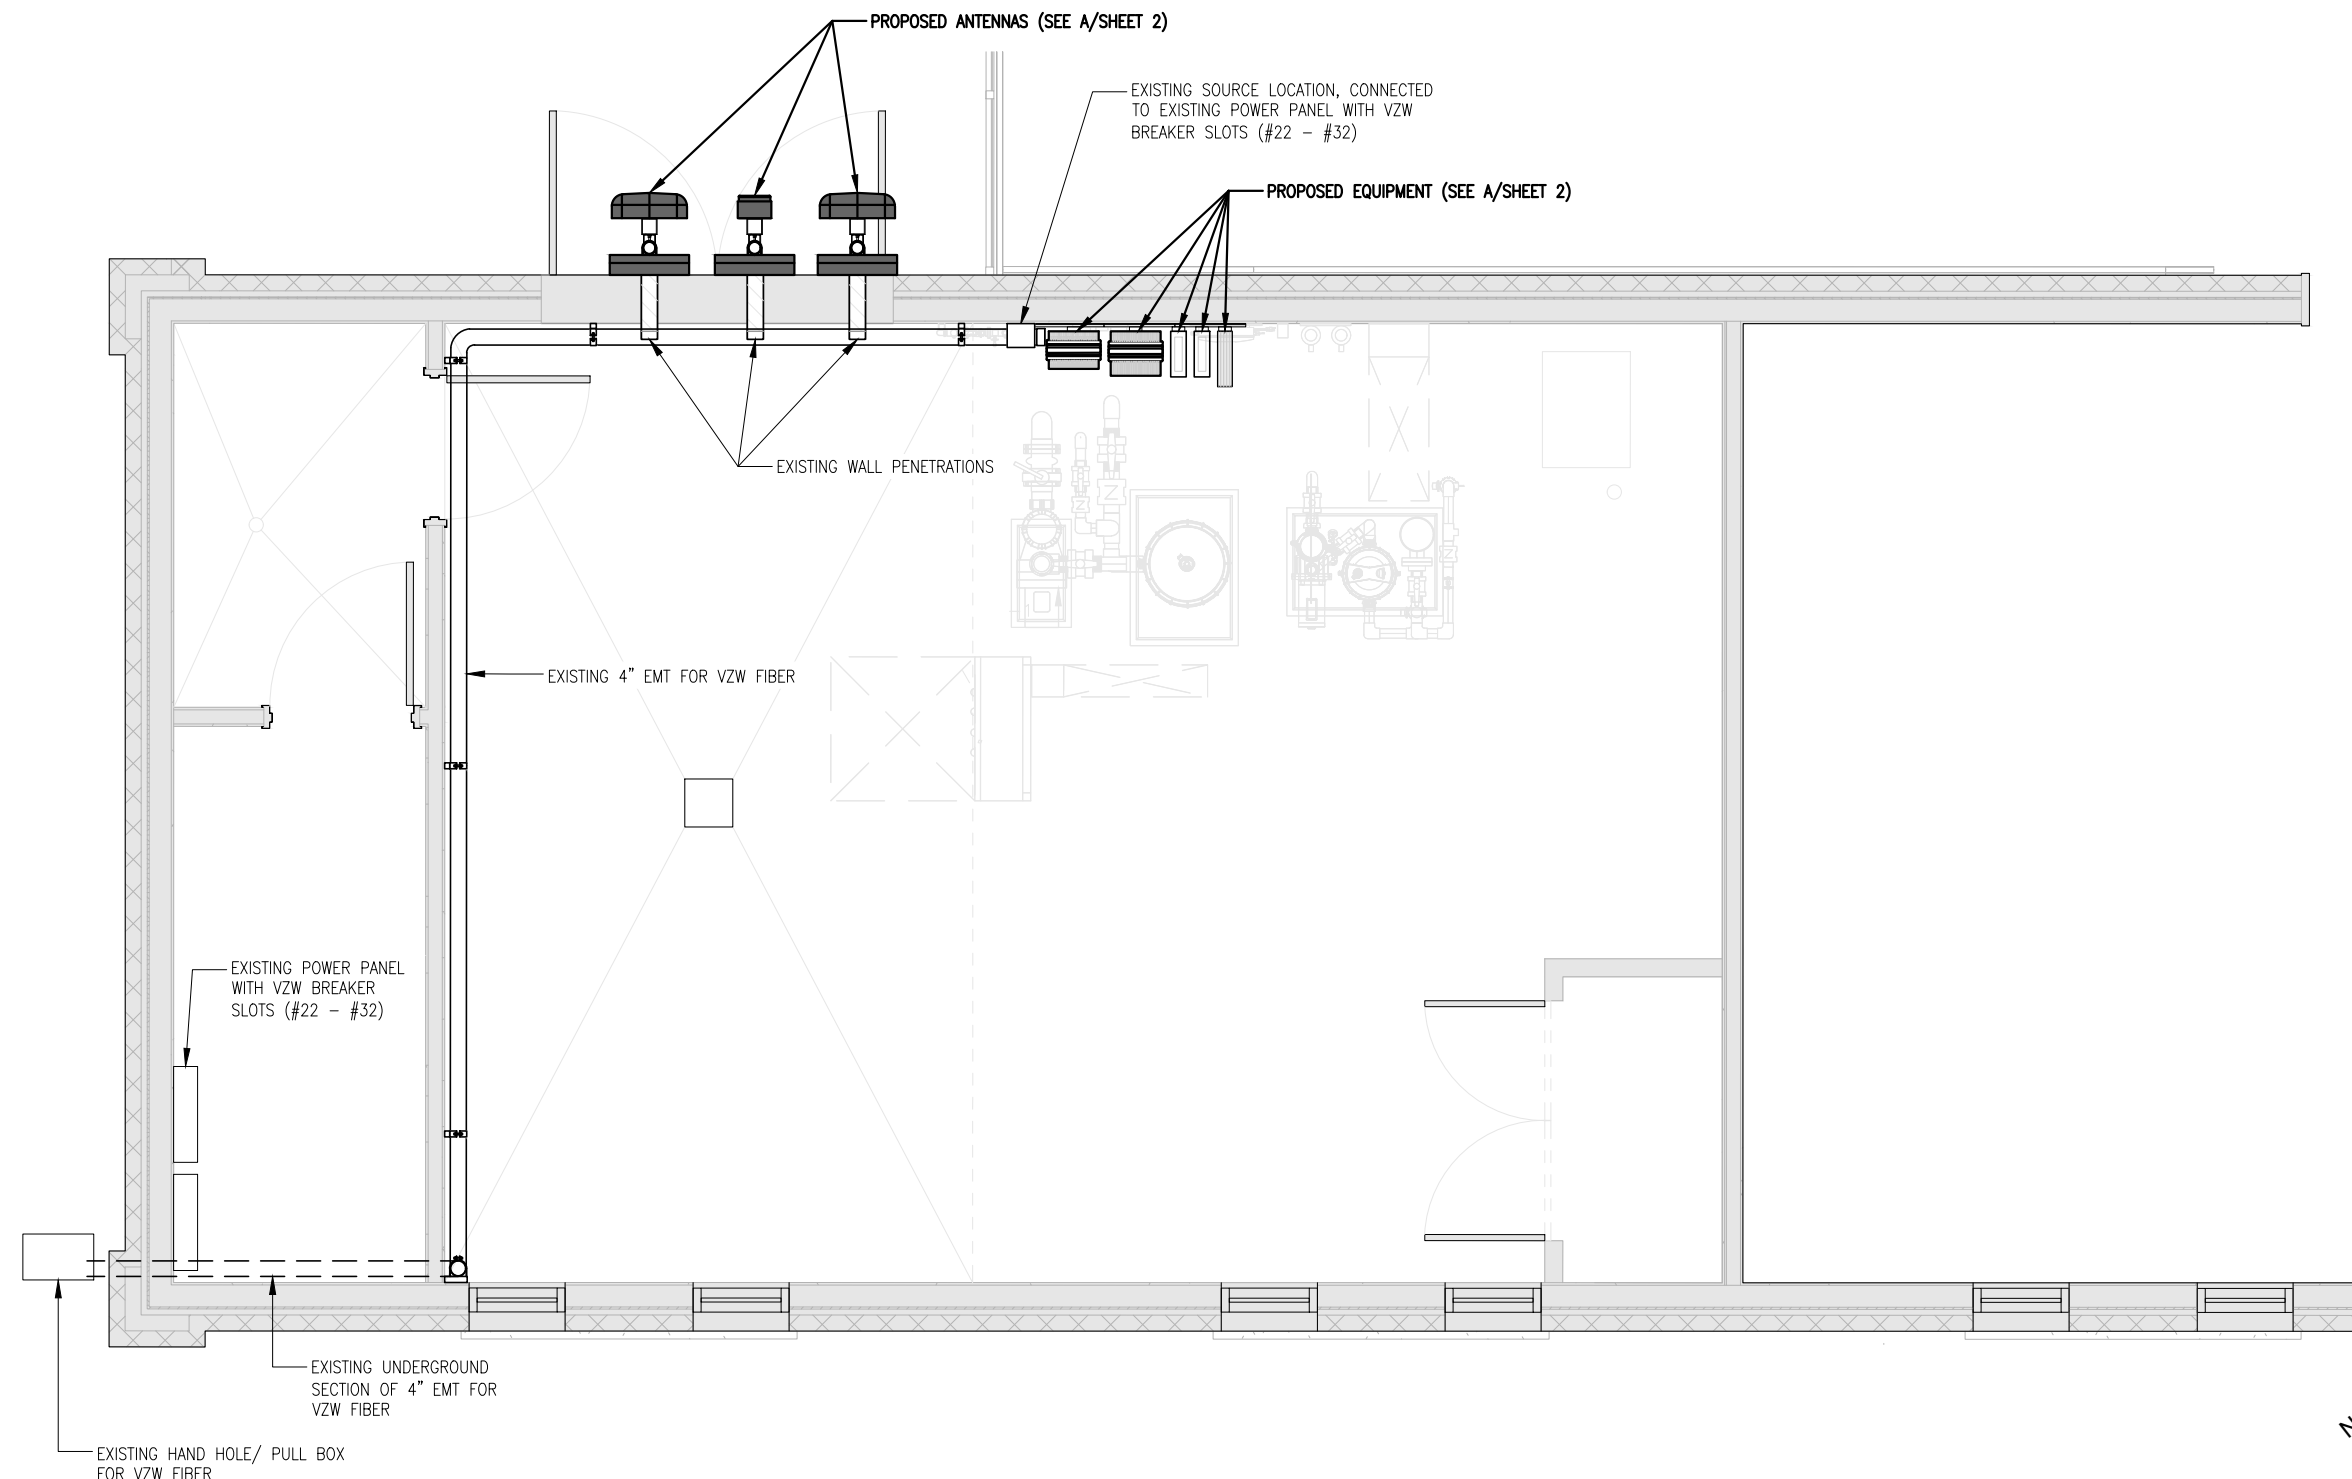 PROPOSED ANTENNAS (SEE A/SHEET 2)
EXISTING SOURCE LOCATION, CONNECTED
TO EXISTING POWER PANEL WITH VZW
BREAKER SLOTS (#22 – #32)
PROPOSED EQUIPMENT (SEE A/SHEET 2)
EXISTING WALL PENETRATIONS
EXISTING 4" EMT FOR VZW FIBER
EXISTING POWER PANEL
WITH VZW BREAKER
SLOTS (#22 – #32)
EXISTING UNDERGROUND
SECTION OF 4" EMT FOR
VZW FIBER
EXISTING HAND HOLE/ PULL BOX
FOR VZW FIBER